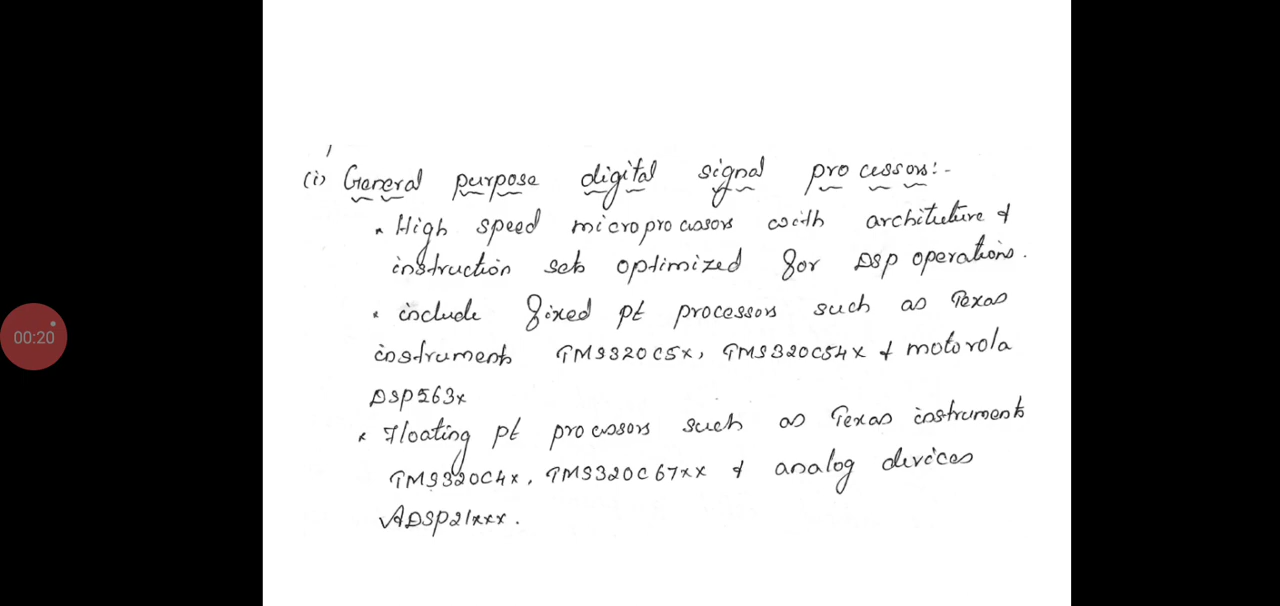 (i) General purpose digital signal processors:-
* High speed microprocessors with architecture &
instruction sets optimized for DSP operations.
* include fixed pt processors such as Texas
instruments TMS320C5x, TMS320C54x & motorola
DSP563x
* Floating pt processors such as Texas instruments
TMS320C4x, TMS320C67xx & analog devices
ADSP21xxx.
00:20